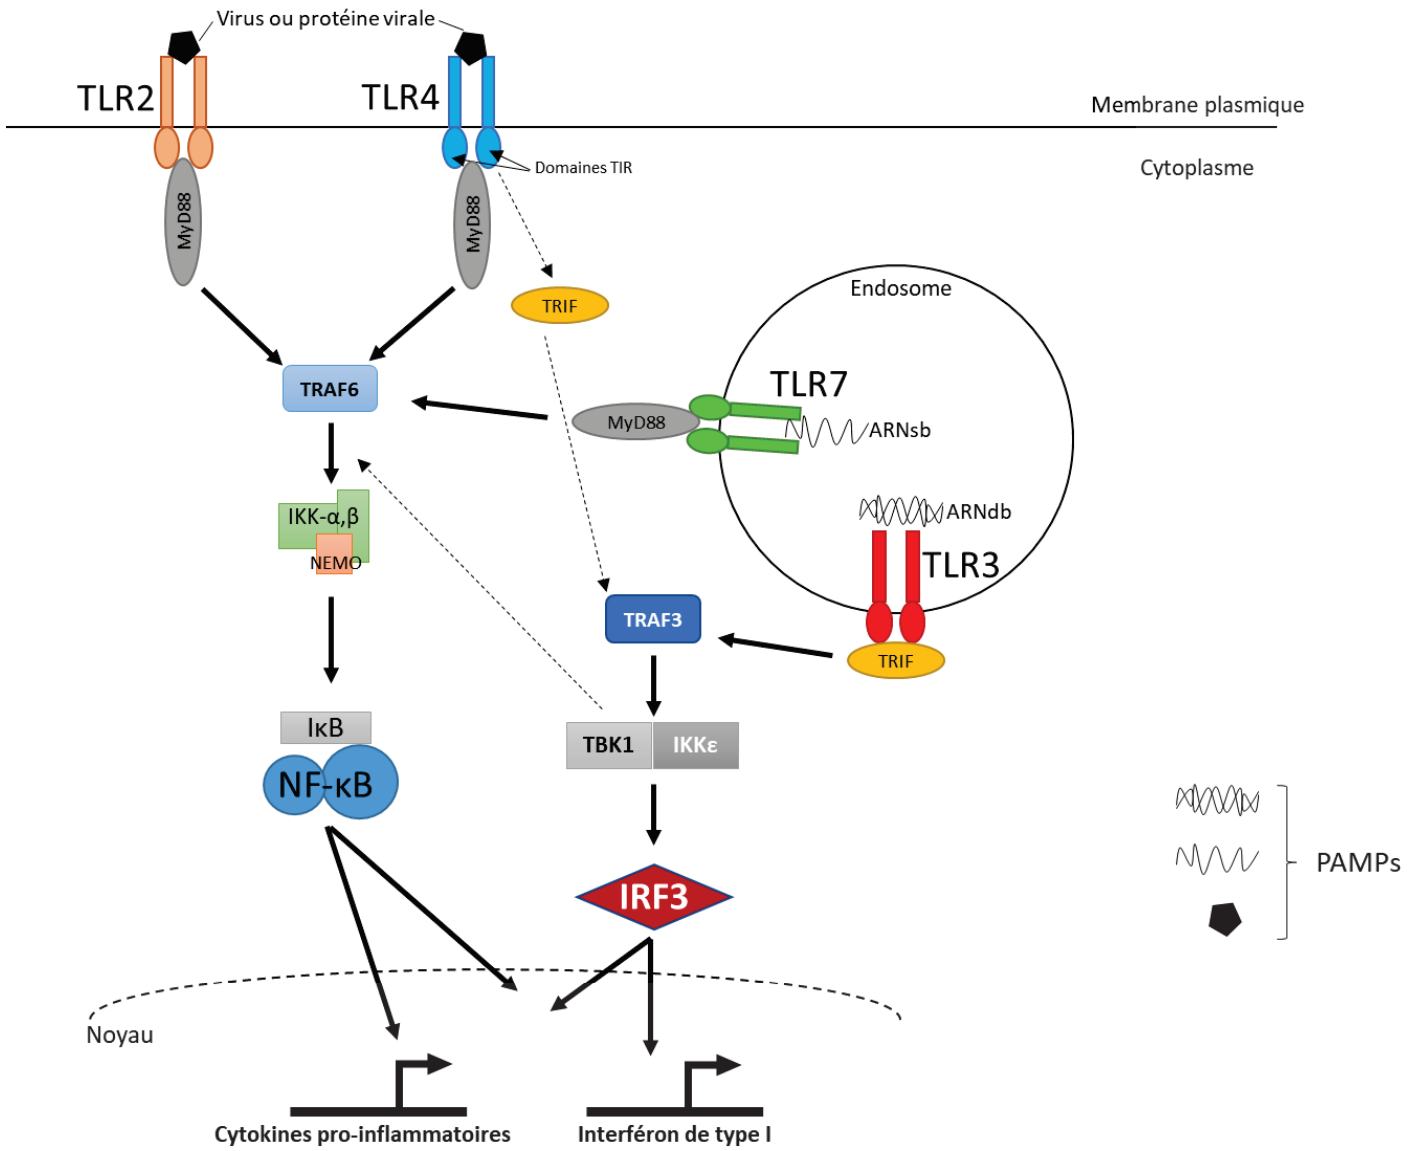 Virus ou protéine virale
TLR2
TLR4
Membrane plasmique
Domaines TIR
Cytoplasme
MyD88
MyD88
Endosome
TRIF
TLR7
TRAF6
MyD88
ARNsb
IKK-α,β
ARNdb
NEMO
TLR3
TRAF3
TRIF
IκB
TBK1
IKKε
NF-κB
PAMPs
IRF3
Noyau
Cytokines pro-inflammatoires
Interféron de type I